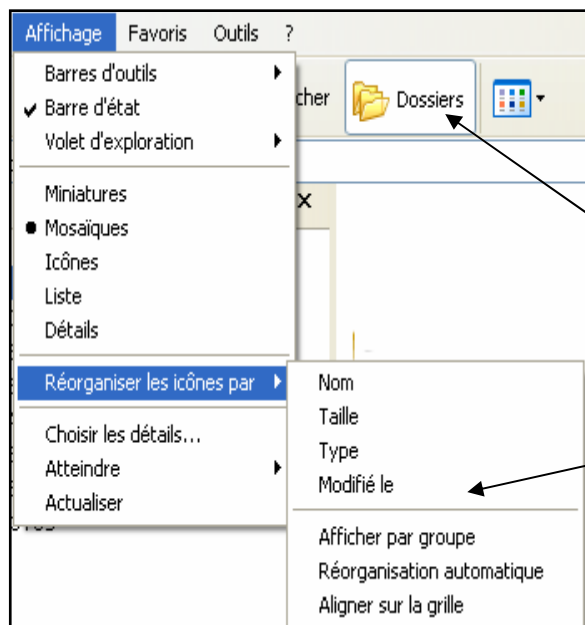 Affichage Favoris Outils ?
Barres d'outils
Barre d'état
cher Dossiers
Volet d'exploration
Miniatures
Mosaïques
Icônes
Liste
Détails
Réorganiser les icônes par
Nom
Taille
Type
Modifié le
Choisir les détails...
Atteindre
Actualiser
Afficher par groupe
Réorganisation automatique
Aligner sur la grille